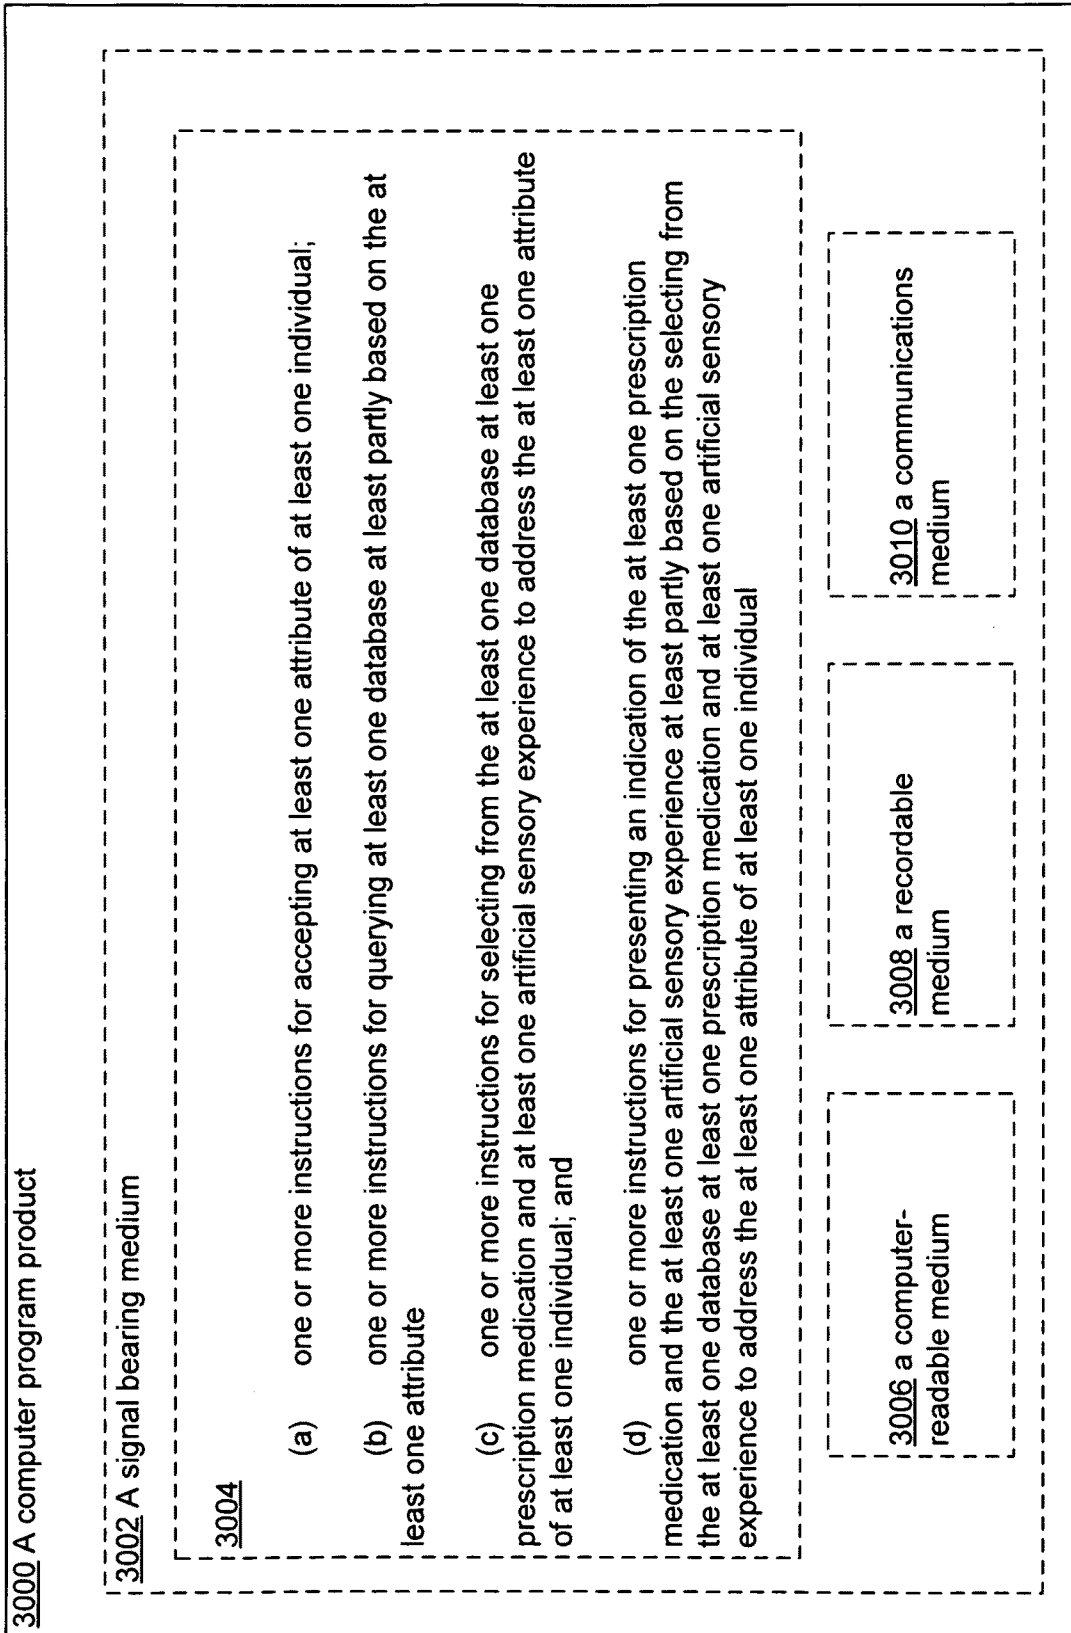 3000 A computer program product
3002 A signal bearing medium
3004
(a) one or more instructions for accepting at least one attribute of at least one individual;
(b) one or more instructions for querying at least one database at least partly based on the at
least one attribute
(c) one or more instructions for selecting from the at least one database at least one
prescription medication and at least one artificial sensory experience to address the at least one attribute
of at least one individual; and
(d) one or more instructions for presenting an indication of the at least one prescription
medication and the at least one artificial sensory experience at least partly based on the selecting from
the at least one database at least one prescription medication and at least one artificial sensory
experience to address the at least one attribute of at least one individual
3006 a computer-
readable medium
3008 a recordable
medium
3010 a communications
medium